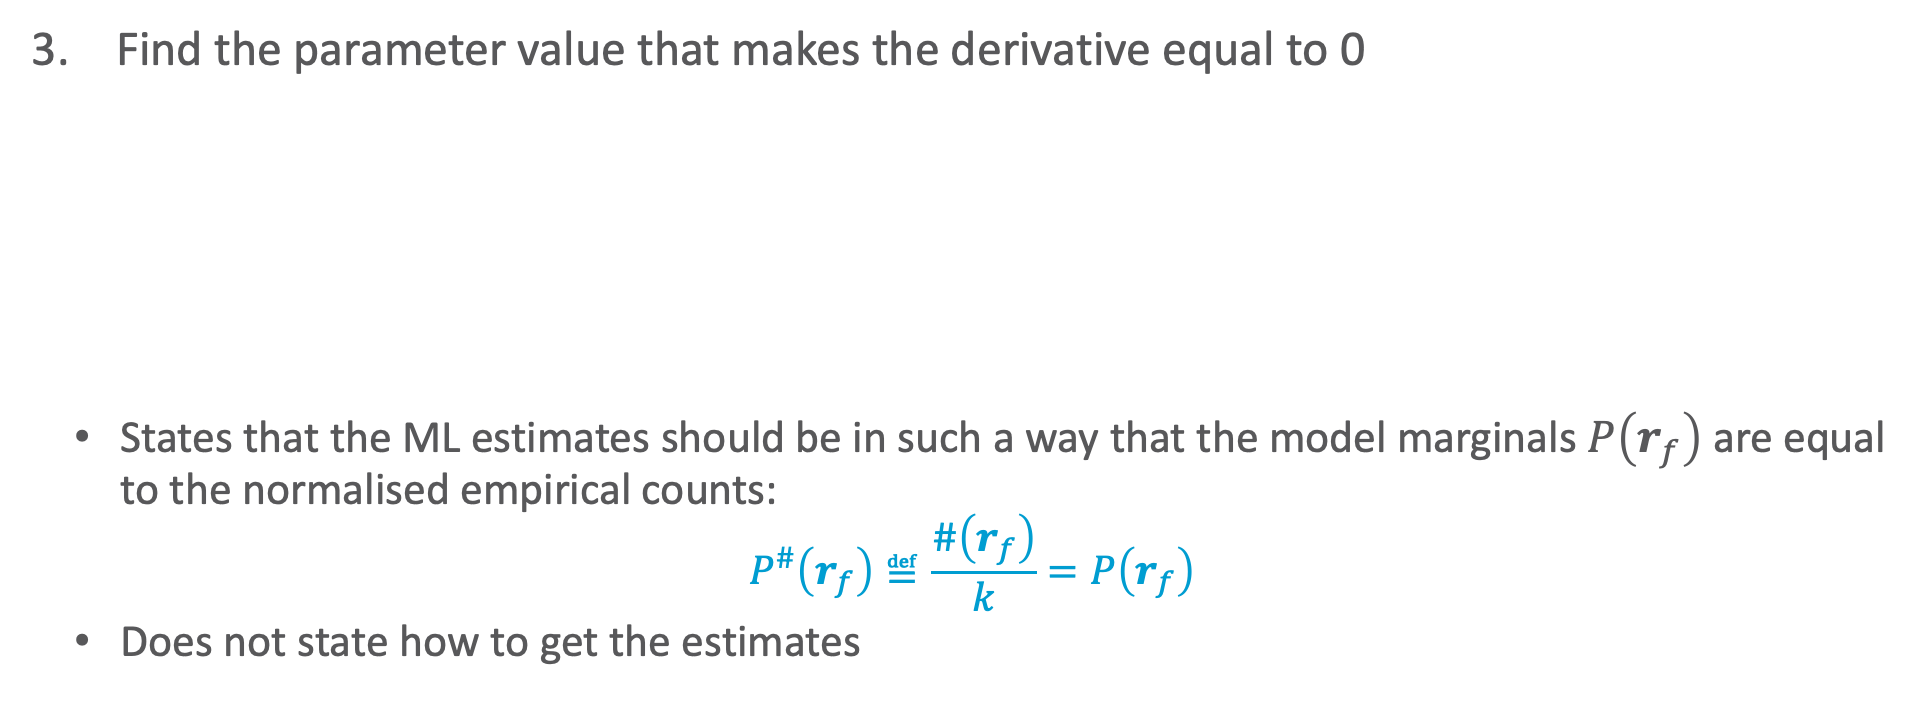 3. Find the parameter value that makes the derivative equal to 0
• States that the ML estimates should be in such a way that the model marginals P(r_f) are equal
to the normalised empirical counts:
P^#(r_f) ≝ #(r_f)/k = P(r_f)
• Does not state how to get the estimates